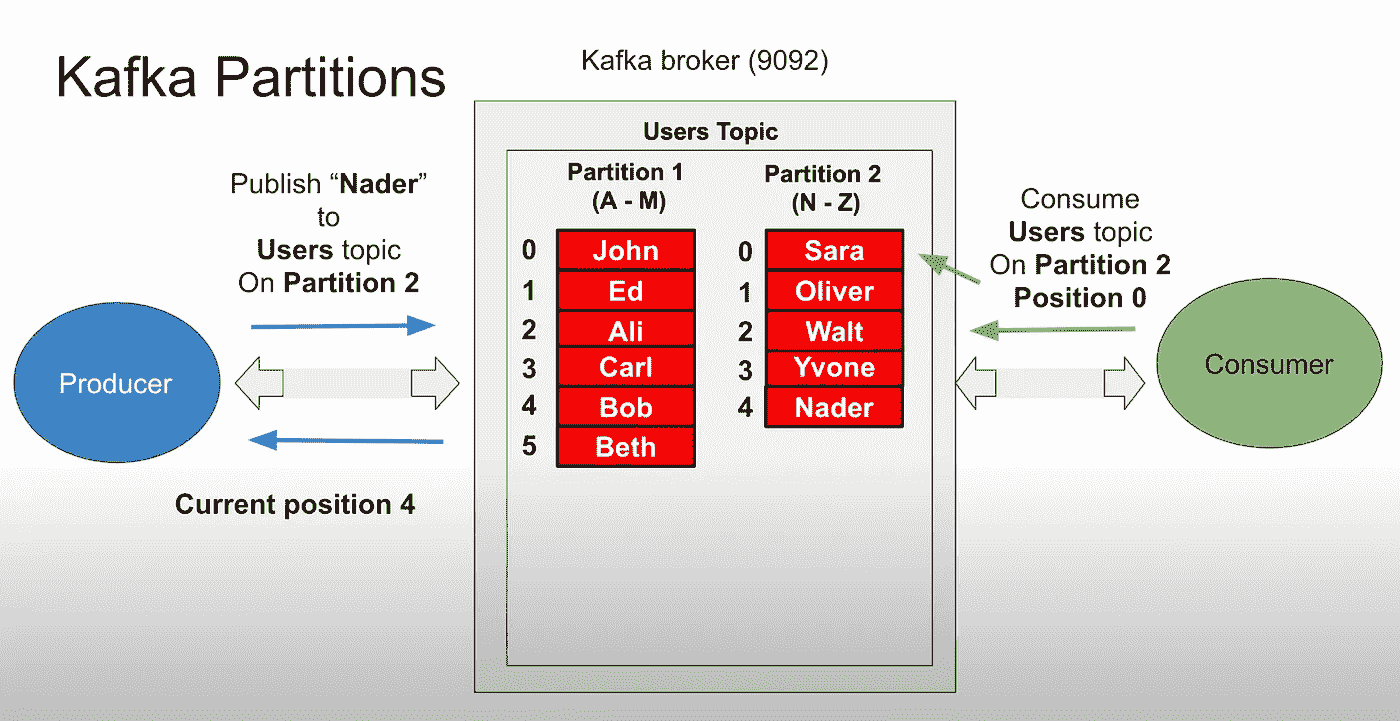 Kafka Partitions
Kafka broker (9092)
Users Topic
Publish “Nader”
to
Users topic
On Partition 2
Producer
Current position 4
Partition 1
(A - M)
0 John
1 Ed
2 Ali
3 Carl
4 Bob
5 Beth
Partition 2
(N - Z)
0 Sara
1 Oliver
2 Walt
3 Yvone
4 Nader
Consume
Users topic
On Partition 2
Position 0
Consumer